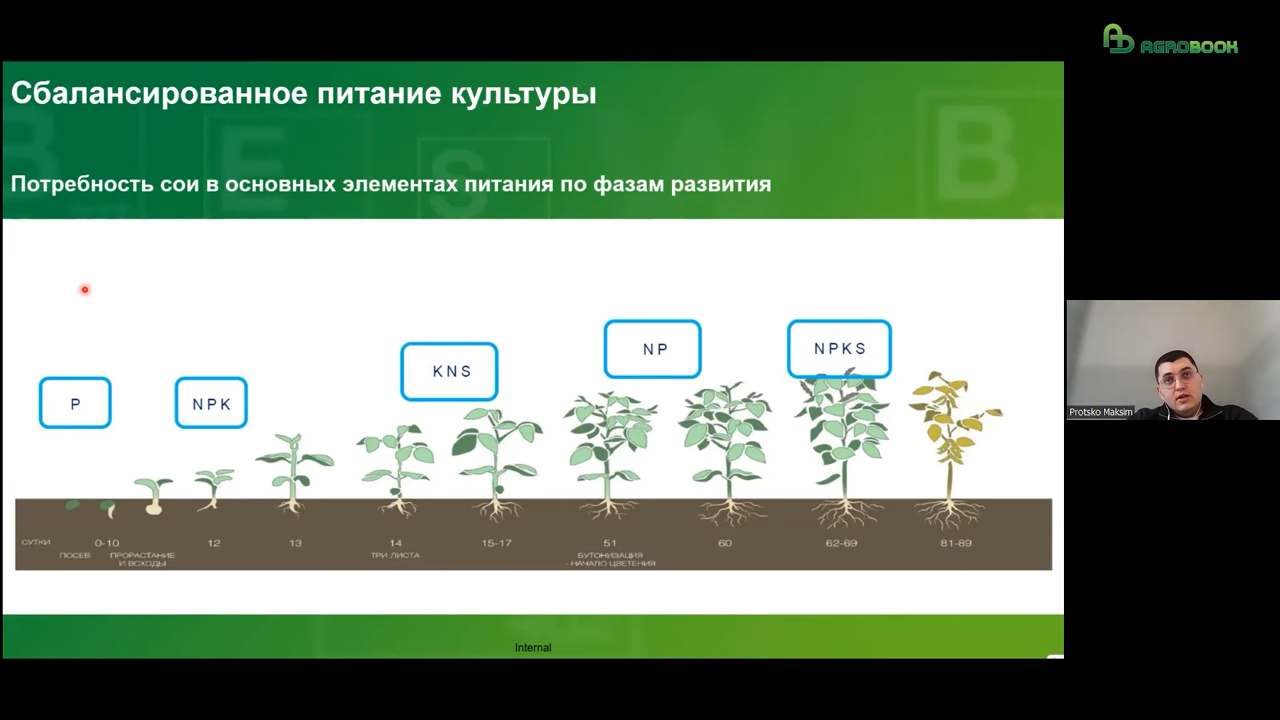 AGROBOOK
Сбалансированное питание культуры
Потребность сои в основных элементах питания по фазам развития
P
NPK
KNS
NP
NPKS
СУТКИ 0-10 12 13 14 15-17 51 60 62-69 81-89
ПОСЕВ ПРОРАСТАНИЕ И ВСХОДЫ ТРИ ЛИСТА БУТОНИЗАЦИЯ - НАЧАЛО ЦВЕТЕНИЯ
Protsko Maksim
Internal